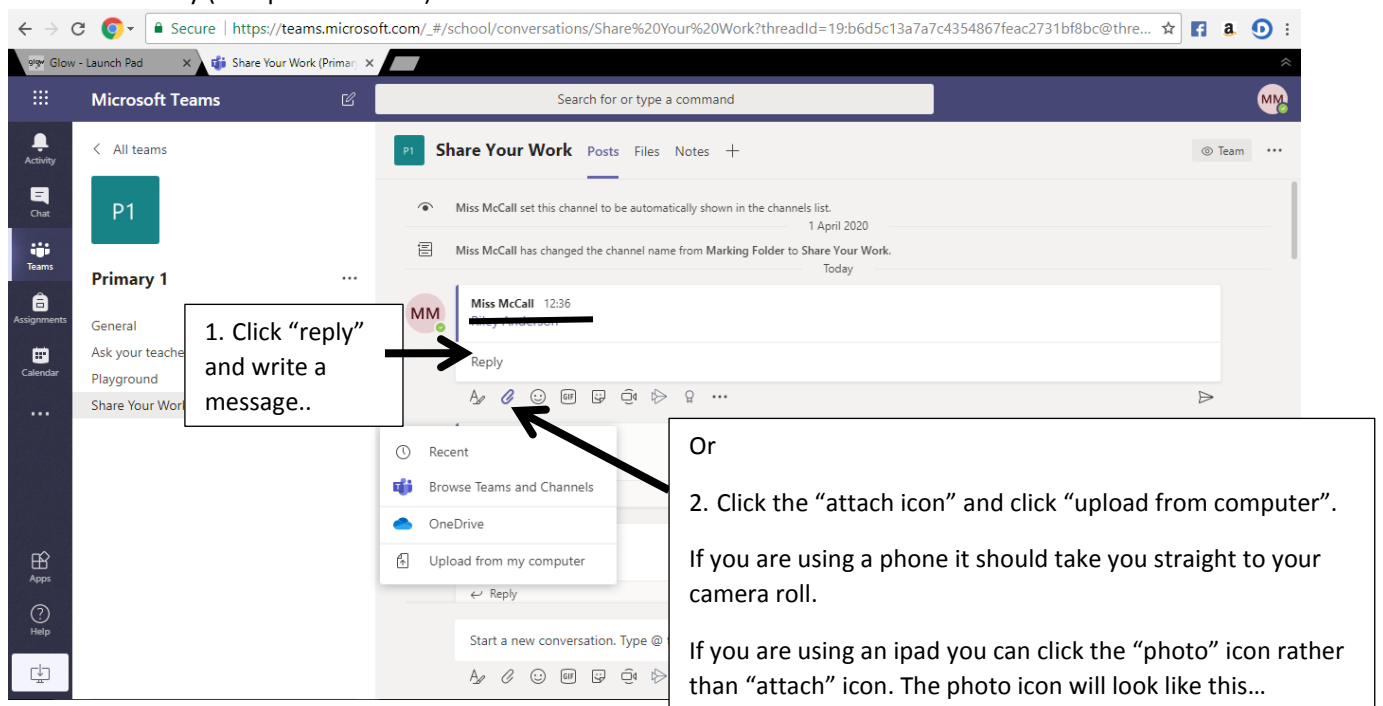 Secure | https://teams.microsoft.com/_#/school/conversations/Share%20Your%20Work?threadId=19:b6d5c13a7a7c4354867feac2731bf8bc@thre...
Glow - Launch Pad
Share Your Work (Primar
Microsoft Teams
Search for or type a command
MM
Activity
Chat
Teams
Assignments
Calendar
Apps
Help
All teams
P1
Primary 1
General
Ask your teache
Playground
Share Your Worl
P1 Share Your Work Posts Files Notes
Team
Miss McCall set this channel to be automatically shown in the channels list.
1 April 2020
Miss McCall has changed the channel name from Marking Folder to Share Your Work.
Today
MM
Miss McCall 12:36
Reply
GIF
1. Click “reply”
and write a
message..
Recent
Browse Teams and Channels
OneDrive
Upload from my computer
Reply
Start a new conversation. Type @
GIF
Or
2. Click the “attach icon” and click “upload from computer”.
If you are using a phone it should take you straight to your
camera roll.
If you are using an ipad you can click the “photo” icon rather
than “attach” icon. The photo icon will look like this…